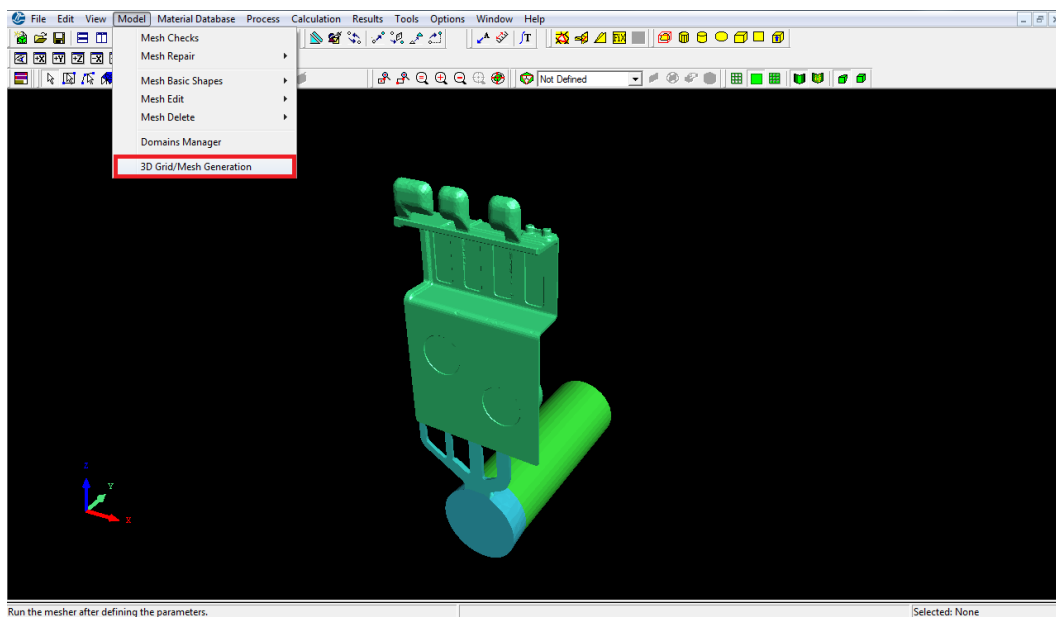 File Edit View Model Material Database Process Calculation Results Tools Options Window Help
Mesh Checks
Mesh Repair
Not Defined
Mesh Basic Shapes
Mesh Edit
Mesh Delete
Domains Manager
3D Grid/Mesh Generation
Z
Y
X
Run the mesher after defining the parameters.
Selected: None